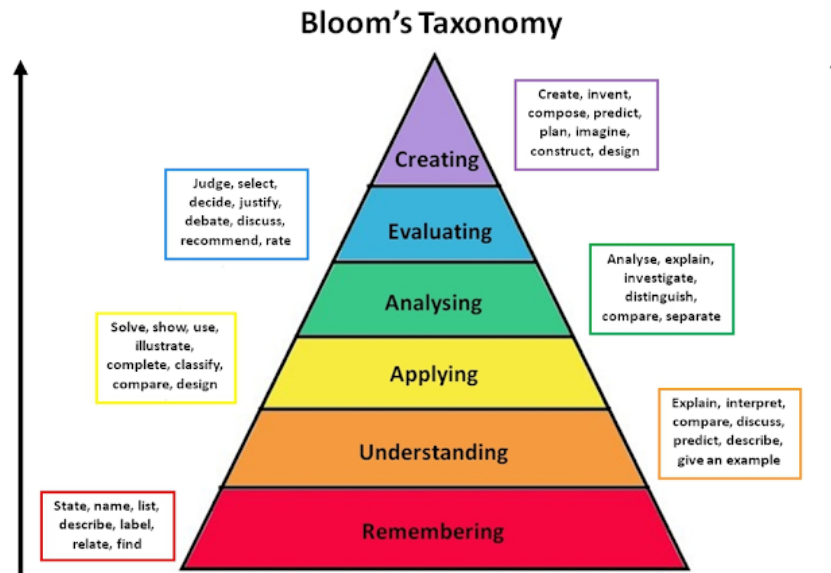 Bloom's Taxonomy
Create, invent,
compose, predict,
plan, imagine,
construct, design
Creating
Judge, select,
decide, justify,
debate, discuss,
recommend, rate
Evaluating
Analyse, explain,
investigate,
distinguish,
compare, separate
Analysing
Solve, show, use,
illustrate,
complete, classify,
compare, design
Applying
Explain, interpret,
compare, discuss,
predict, describe,
give an example
Understanding
State, name, list,
describe, label,
relate, find
Remembering